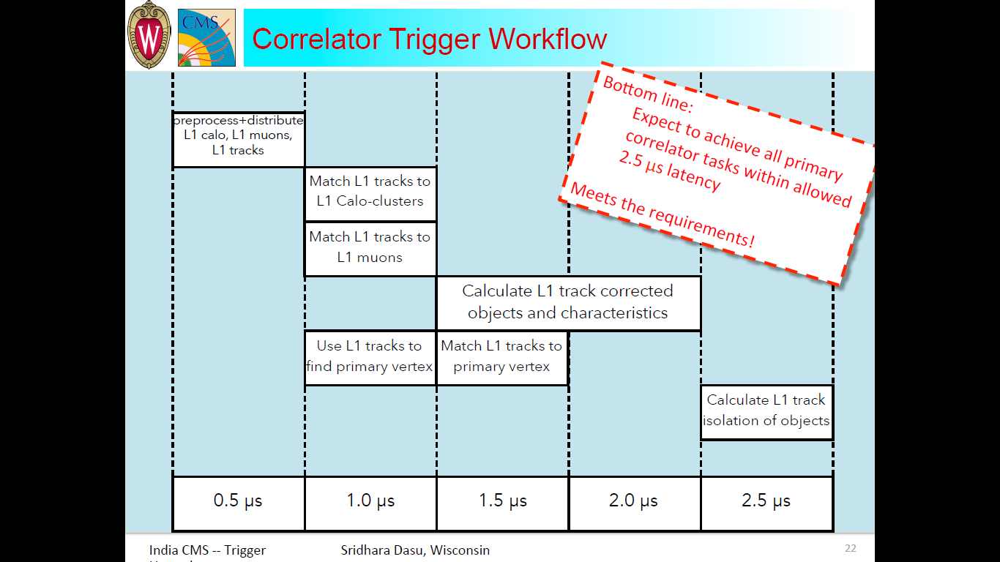 CMS
W
Correlator Trigger Workflow
Bottom line:
Expect to achieve all primary
correlator tasks within allowed
2.5 µs latency
Meets the requirements!
preprocess+distribute
L1 calo, L1 muons,
L1 tracks
Match L1 tracks to
L1 Calo-clusters
Match L1 tracks to
L1 muons
Calculate L1 track corrected
objects and characteristics
Use L1 tracks to
find primary vertex
Match L1 tracks to
primary vertex
Calculate L1 track
isolation of objects
0.5 µs
1.0 µs
1.5 µs
2.0 µs
2.5 µs
India CMS -- Trigger
Sridhara Dasu, Wisconsin
22